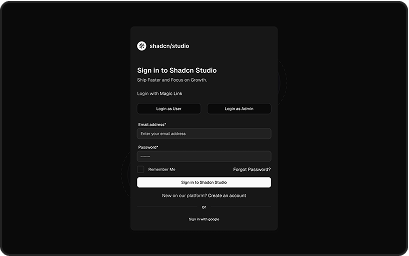 shadcn/studio
Sign in to Shadcn Studio
Ship Faster and Focus on Growth.
Login with Magic Link
Login as User Login as Admin
Email address*
Enter your email address
Password*
Remember Me Forgot Password?
Sign in to Shadcn Studio
New on our platform? Create an account
or
Sign in with google